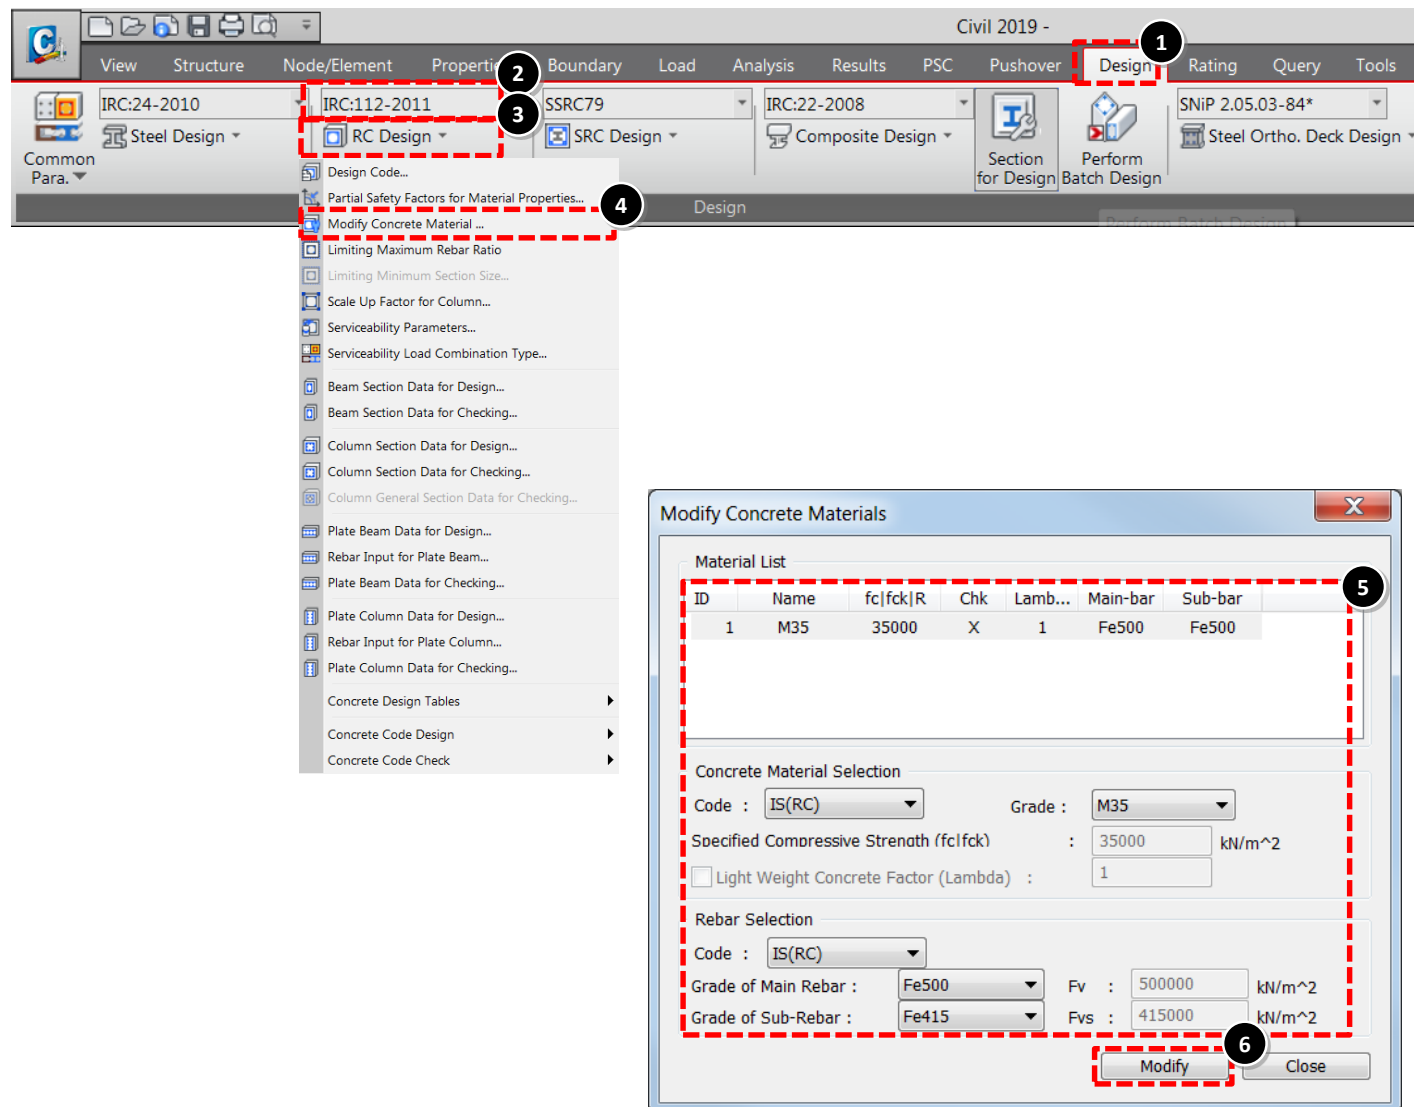 Civil 2019 -
1
View Structure Node/Element Boundary Load Analysis Results PSC Pushover Design Rating Query Tools
2
IRC:24-2010 IRC:112-2011 SSRC79 IRC:22-2008 SNiP 2.05.03-84*
3
Steel Design RC Design SRC Design Composite Design Steel Ortho. Deck Design
Common
Para.
Section
for Design
Perform
Batch Design
Design
Perform Batch Design
Design Code...
Partial Safety Factors for Material Properties...
4
Modify Concrete Material ...
Limiting Maximum Rebar Ratio
Limiting Minimum Section Size...
Scale Up Factor for Column...
Serviceability Parameters...
Serviceability Load Combination Type...
Beam Section Data for Design...
Beam Section Data for Checking...
Column Section Data for Design...
Column Section Data for Checking...
Column General Section Data for Checking...
Plate Beam Data for Design...
Rebar Input for Plate Beam...
Plate Beam Data for Checking...
Plate Column Data for Design...
Rebar Input for Plate Column...
Plate Column Data for Checking...
Concrete Design Tables
Concrete Code Design
Concrete Code Check
Modify Concrete Materials
X
Material List
5
ID Name fc|fck|R Chk Lamb... Main-bar Sub-bar
1 M35 35000 X 1 Fe500 Fe500
Concrete Material Selection
Code : IS(RC) Grade : M35
Specified Compressive Strength (fc|fck) : 35000 kN/m^2
Light Weight Concrete Factor (Lambda) : 1
Rebar Selection
Code : IS(RC)
Grade of Main Rebar : Fe500 Fy : 500000 kN/m^2
Grade of Sub-Rebar : Fe415 Fys : 415000 kN/m^2
6
Modify Close